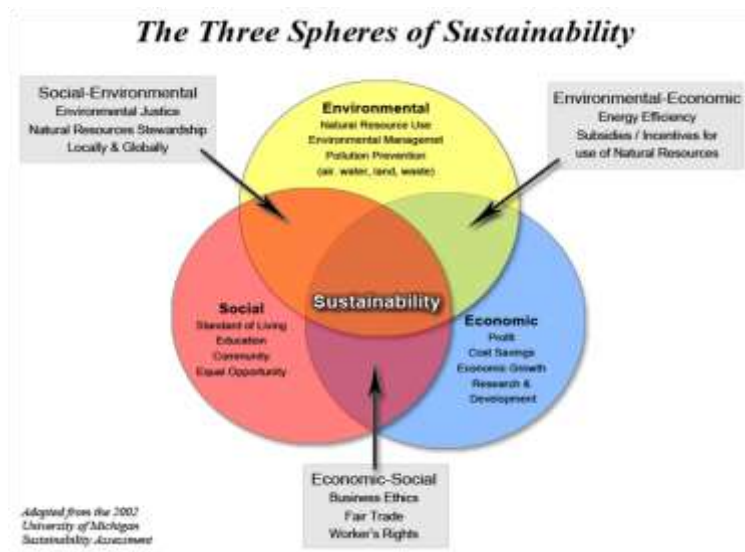 The Three Spheres of Sustainability
Social-Environmental
Environmental Justice
Natural Resources Stewardship
Locally & Globally
Environmental
Natural Resource Use
Environmental Managemet
Pollution Prevention
(air, water, land, waste)
Environmental-Economic
Energy Efficiency
Subsidies / Incentives for
use of Natural Resources
Sustainability
Social
Standard of Living
Education
Community
Equal Opportunity
Economic
Profit
Cost Savings
Economic Growth
Research &
Development
Economic-Social
Business Ethics
Fair Trade
Worker's Rights
Adapted from the 2002
University of Michigan
Sustainability Assessment